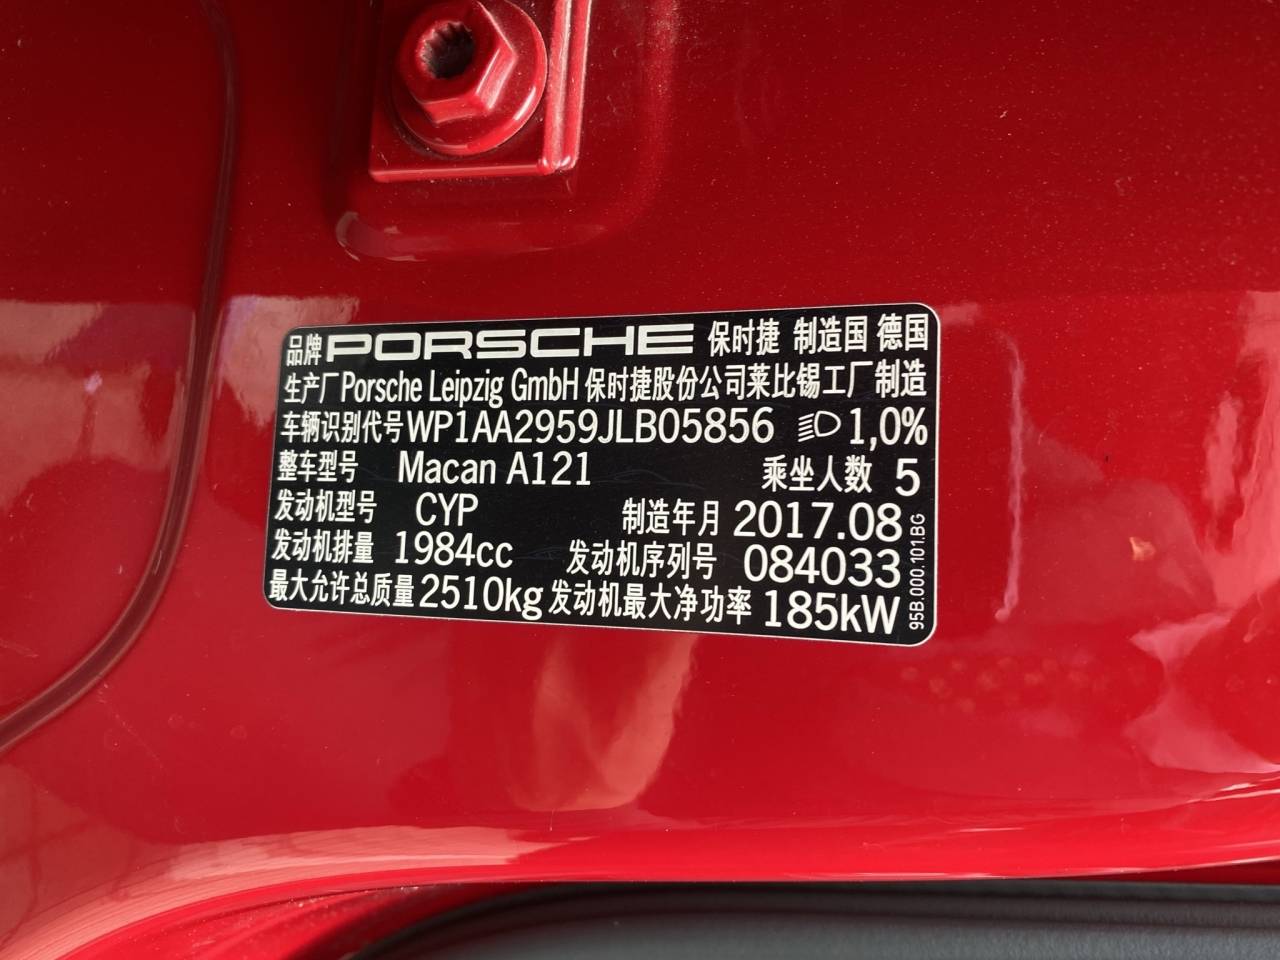 品牌 PORSCHE 保时捷 制造国 德国
生产厂 Porsche Leipzig GmbH 保时捷股份公司莱比锡工厂制造
车辆识别代号 WP1AA2959JLB05856 1,0%
整车型号 Macan A121 乘坐人数 5
发动机型号 CYP 制造年月 2017.08
发动机排量 1984cc 发动机序列号 084033
最大允许总质量 2510kg 发动机最大净功率 185kW
95B.000.101.BG